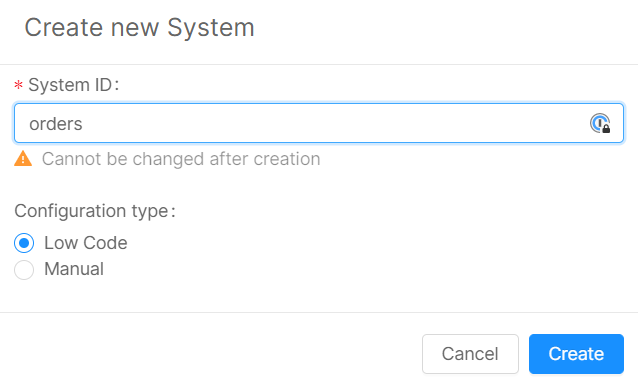 Create new System
* System ID:
orders
Cannot be changed after creation
Configuration type:
Low Code
Manual
Cancel Create